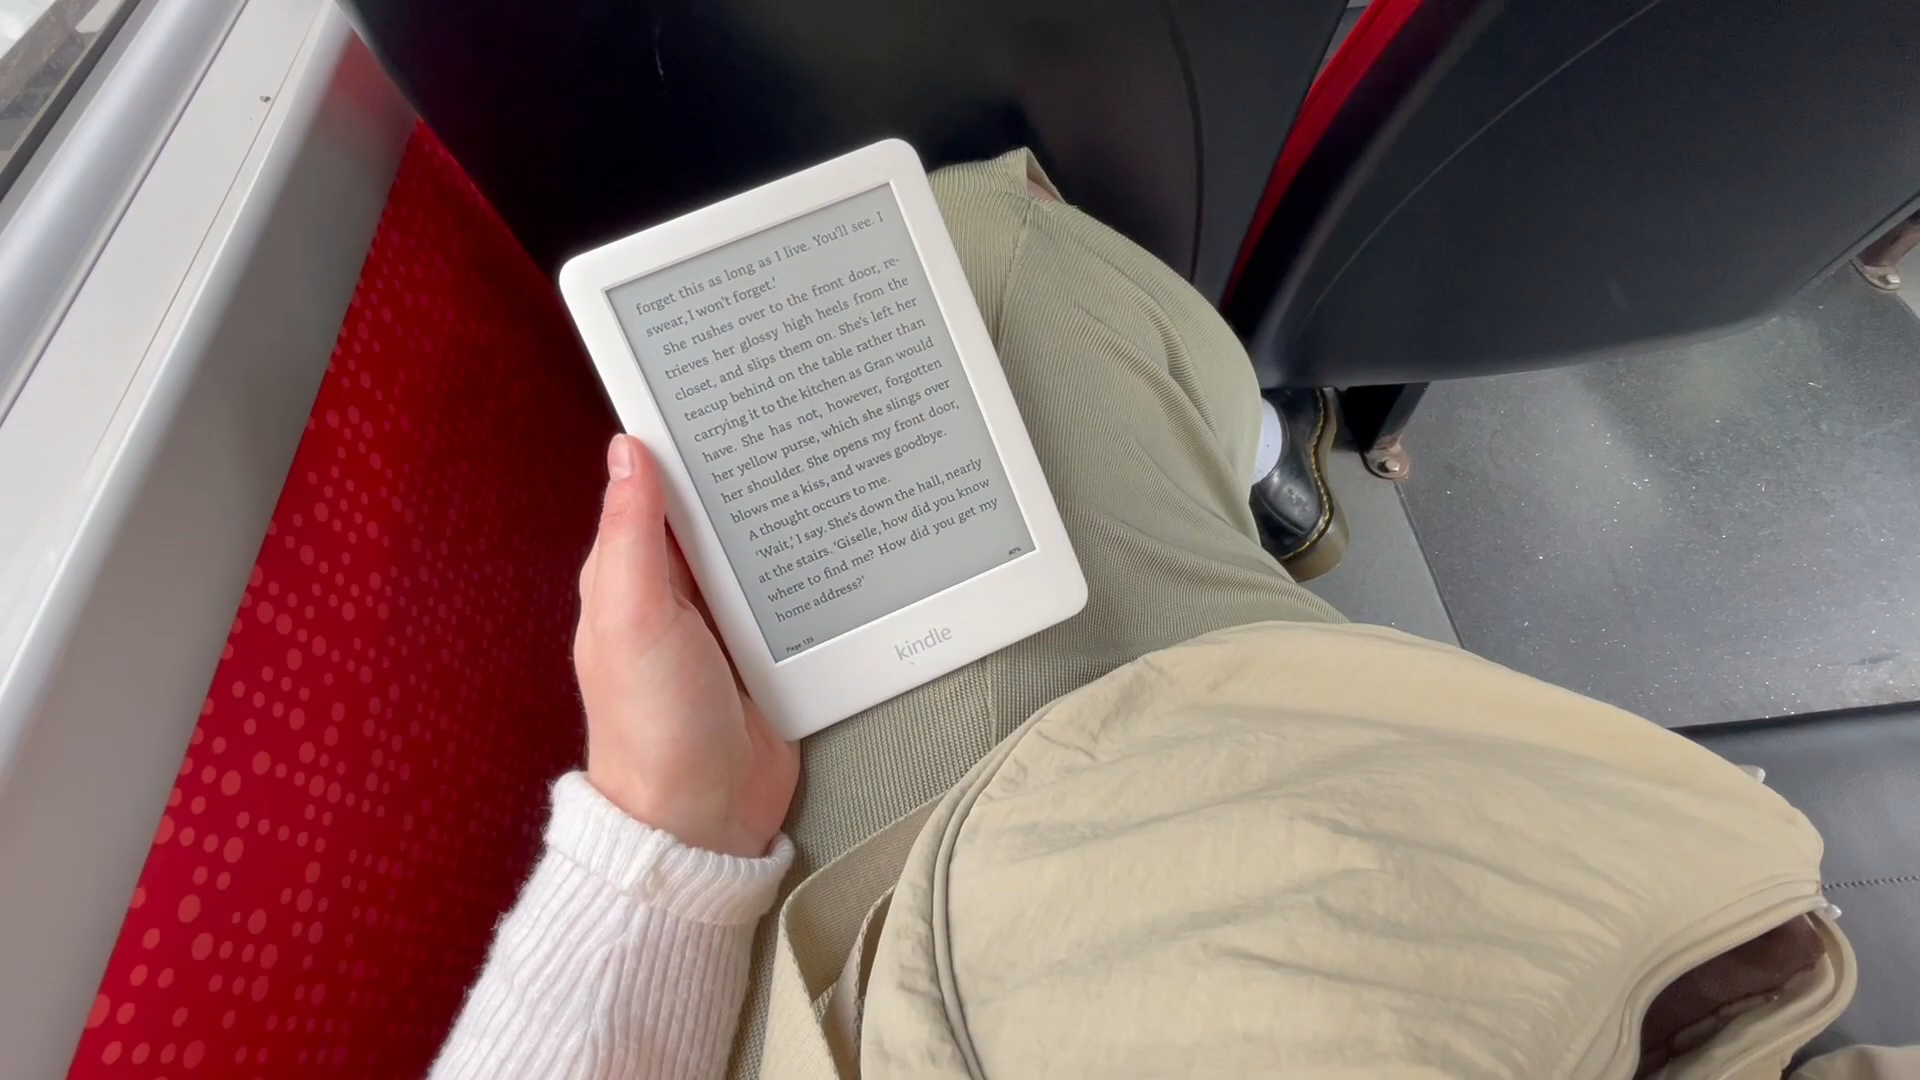 forget this as long as I live. You'll see. I
swear, I won't forget.'
She rushes over to the front door, re-
trieves her glossy high heels from the
closet, and slips them on. She's left her
teacup behind on the table rather than
carrying it to the kitchen as Gran would
have. She has not, however, forgotten
her yellow purse, which she slings over
her shoulder. She opens my front door,
blows me a kiss, and waves goodbye.
A thought occurs to me.
'Wait,' I say. She's down the hall, nearly
at the stairs. 'Giselle, how did you know
where to find me? How did you get my
home address?'
Page 135
40%
kindle